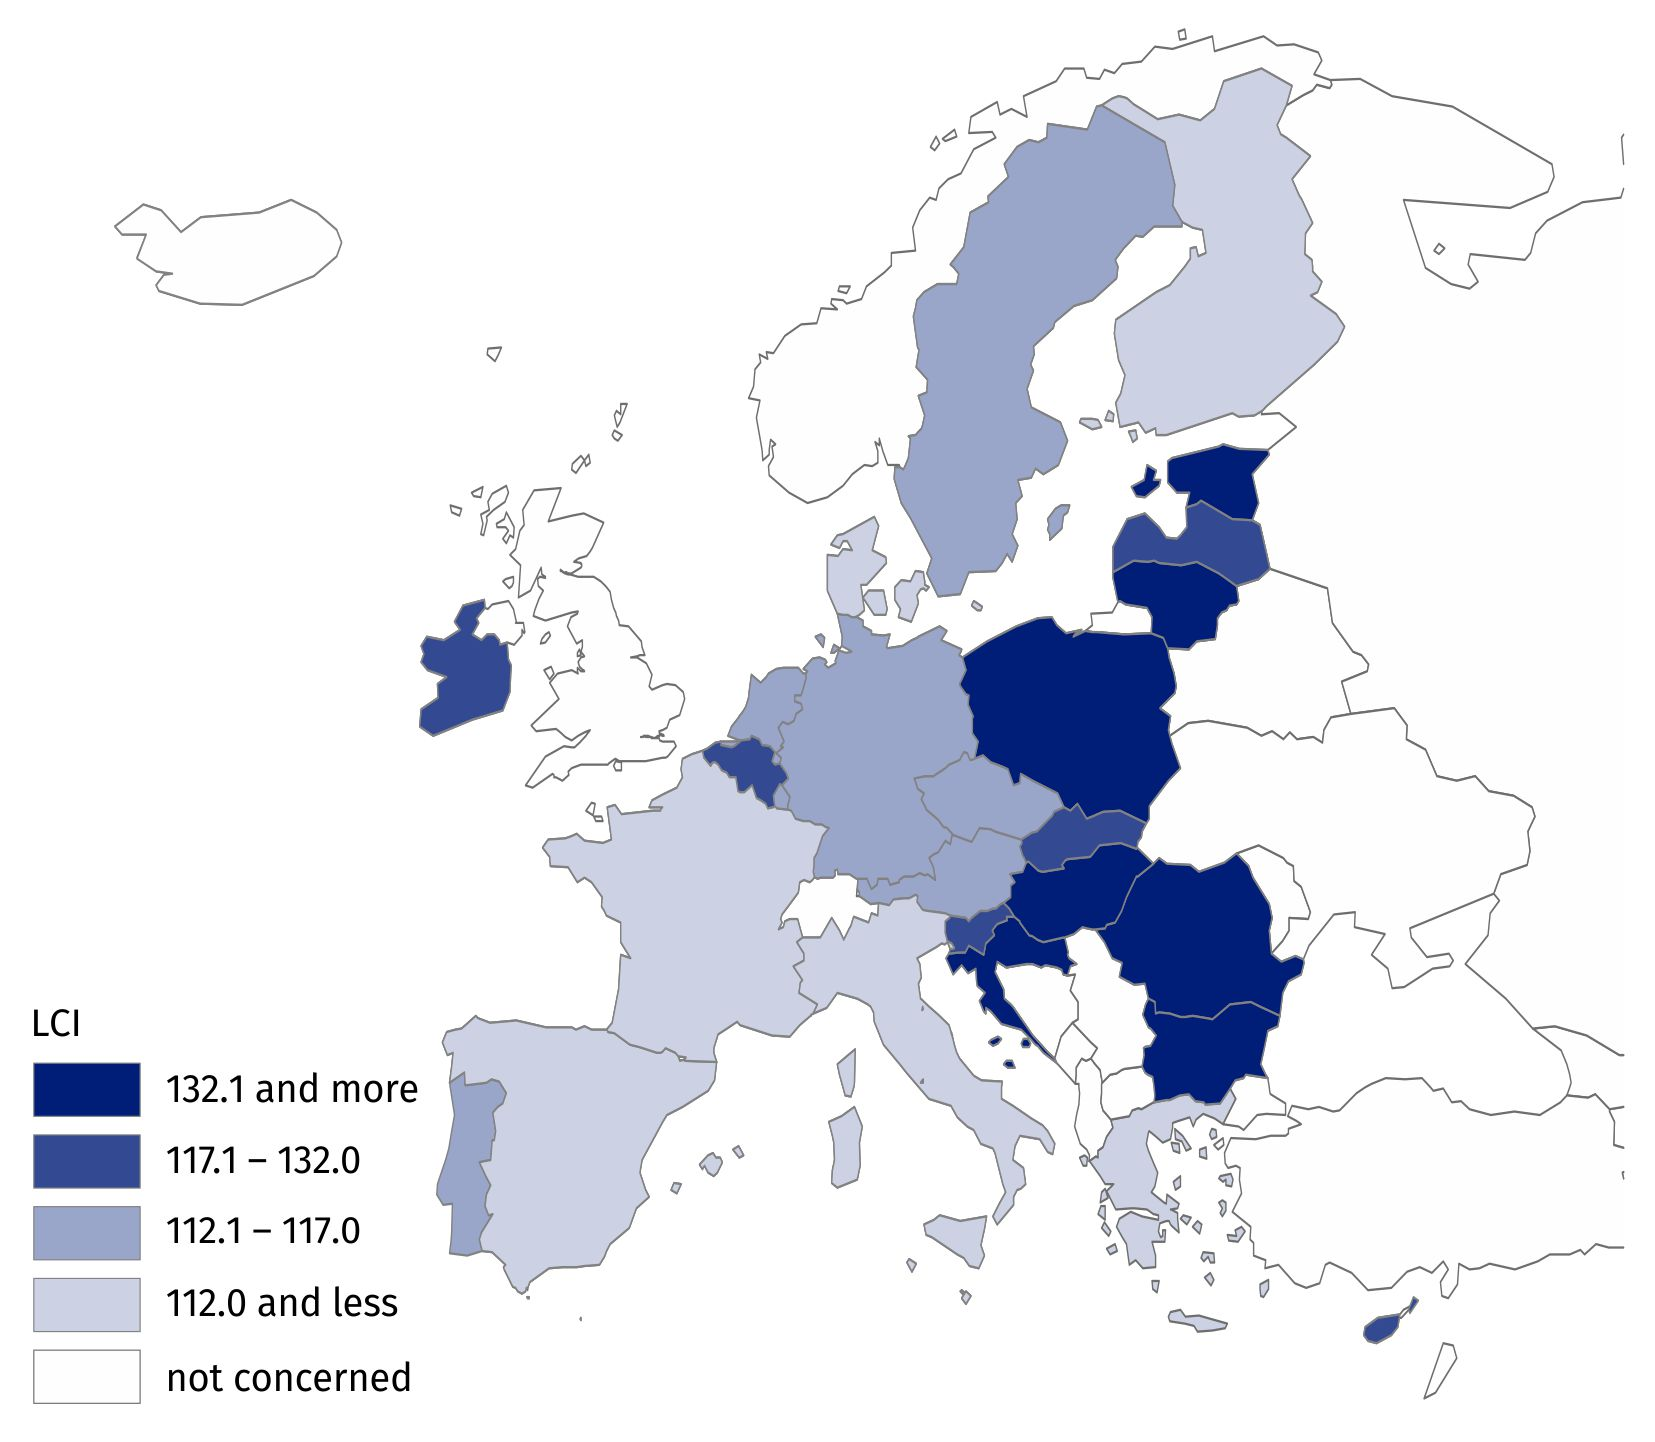 LCI
132.1 and more
117.1 – 132.0
112.1 – 117.0
112.0 and less
not concerned